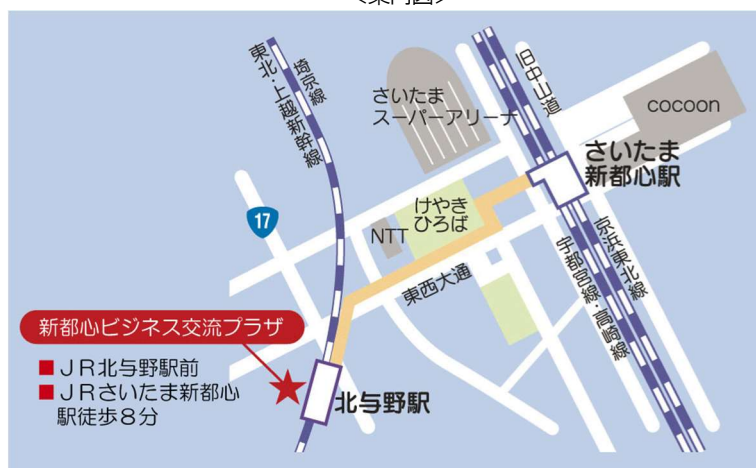 <案内図>
東北・上越新幹線
埼京線
さいたま
スーパーアリーナ
旧中山道
cocoon
さいたま
新都心駅
けやき
ひろば
NTT
17
東西大通
宇都宮線・高崎線
京浜東北線
新都心ビジネス交流プラザ
■ＪＲ北与野駅前
■ＪＲさいたま新都心
駅徒歩８分
北与野駅